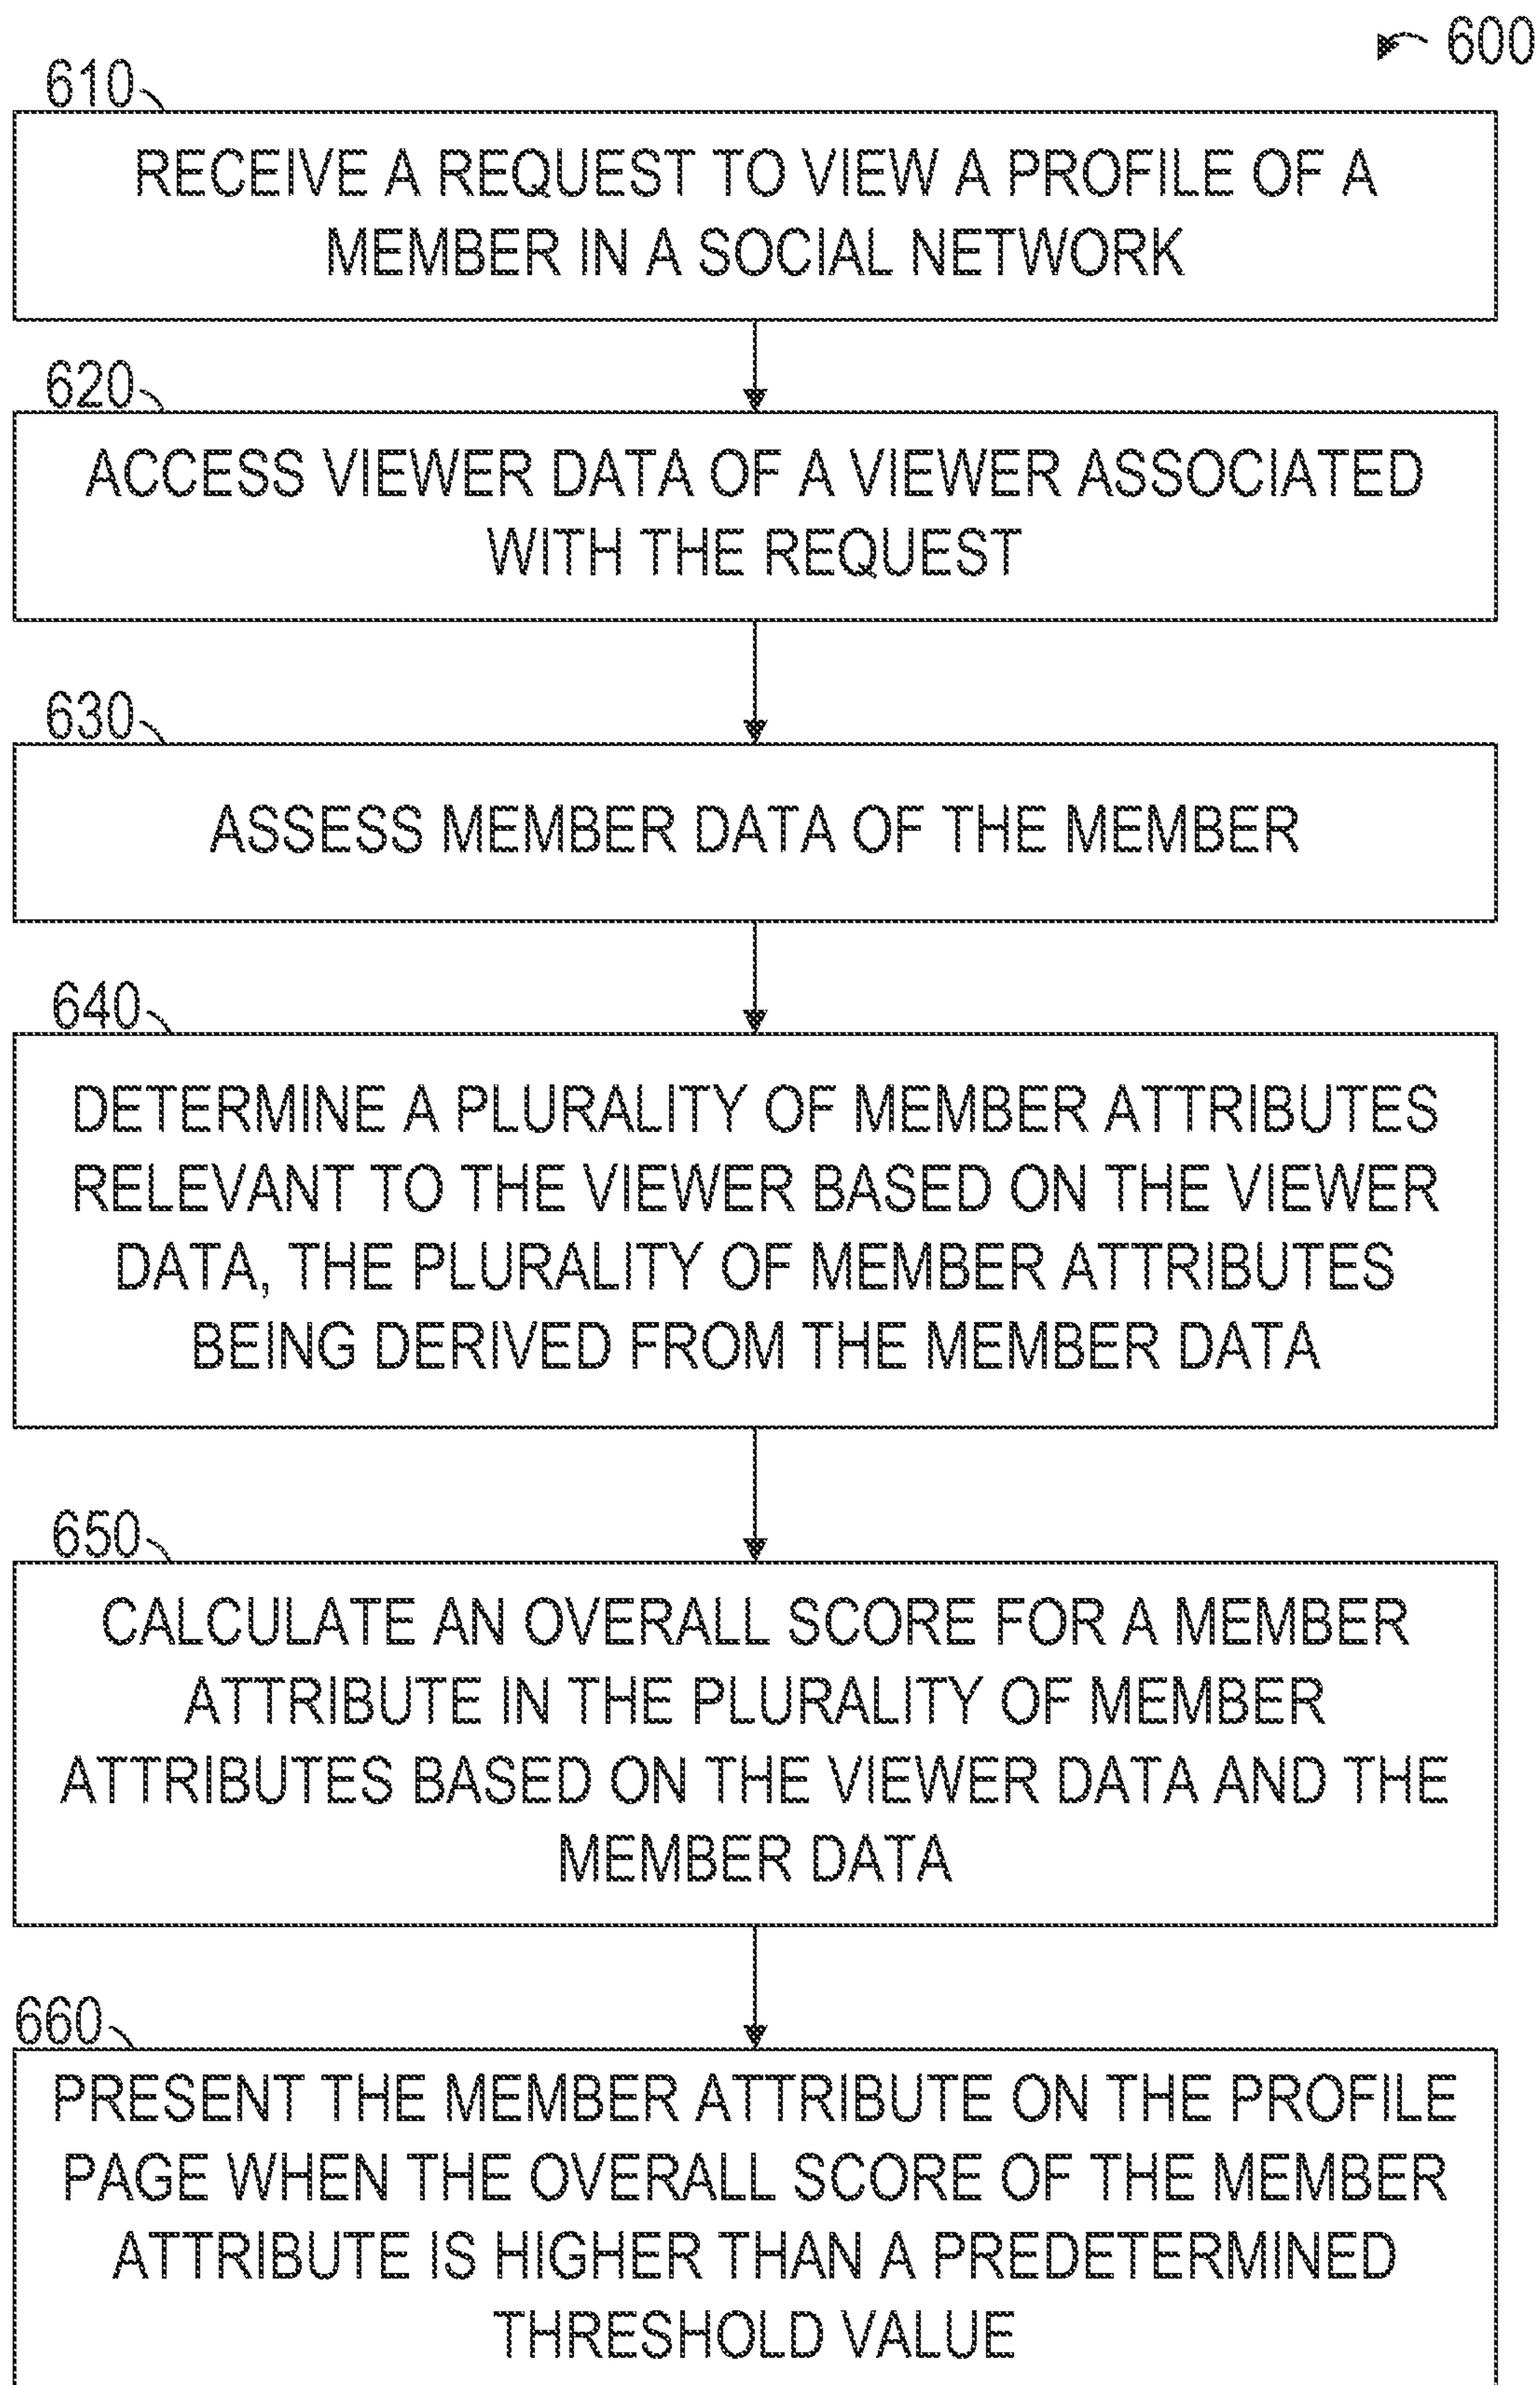 600
610
RECEIVE A REQUEST TO VIEW A PROFILE OF A
MEMBER IN A SOCIAL NETWORK
620
ACCESS VIEWER DATA OF A VIEWER ASSOCIATED
WITH THE REQUEST
630
ASSESS MEMBER DATA OF THE MEMBER
640
DETERMINE A PLURALITY OF MEMBER ATTRIBUTES
RELEVANT TO THE VIEWER BASED ON THE VIEWER
DATA, THE PLURALITY OF MEMBER ATTRIBUTES
BEING DERIVED FROM THE MEMBER DATA
650
CALCULATE AN OVERALL SCORE FOR A MEMBER
ATTRIBUTE IN THE PLURALITY OF MEMBER
ATTRIBUTES BASED ON THE VIEWER DATA AND THE
MEMBER DATA
660
PRESENT THE MEMBER ATTRIBUTE ON THE PROFILE
PAGE WHEN THE OVERALL SCORE OF THE MEMBER
ATTRIBUTE IS HIGHER THAN A PREDETERMINED
THRESHOLD VALUE